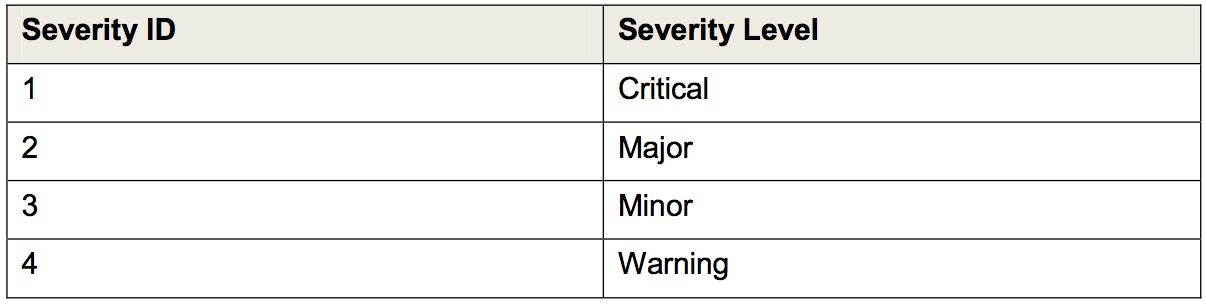 Severity ID Severity Level
1 Critical
2 Major
3 Minor
4 Warning